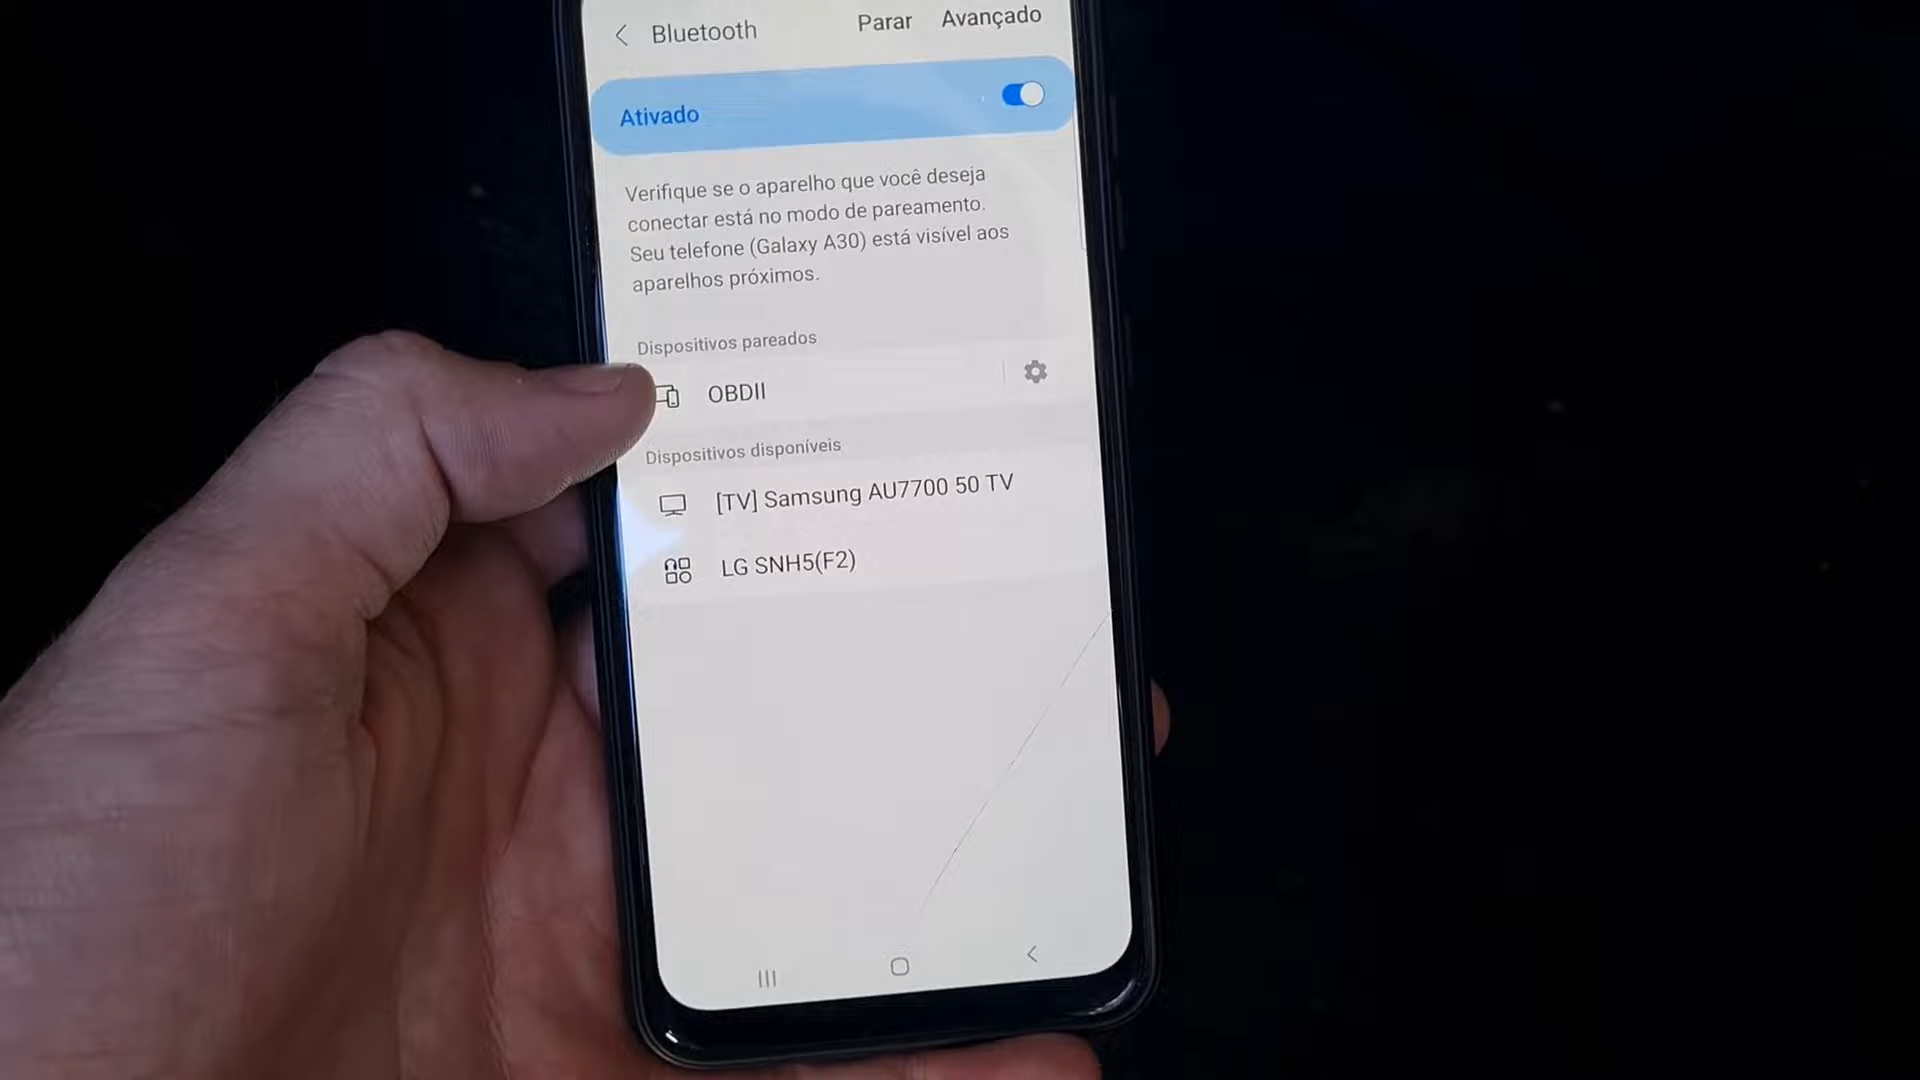 Bluetooth Parar Avançado
Ativado
Verifique se o aparelho que você deseja
conectar está no modo de pareamento.
Seu telefone (Galaxy A30) está visível aos
aparelhos próximos.
Dispositivos pareados
OBDII
Dispositivos disponíveis
[TV] Samsung AU7700 50 TV
LG SNH5(F2)